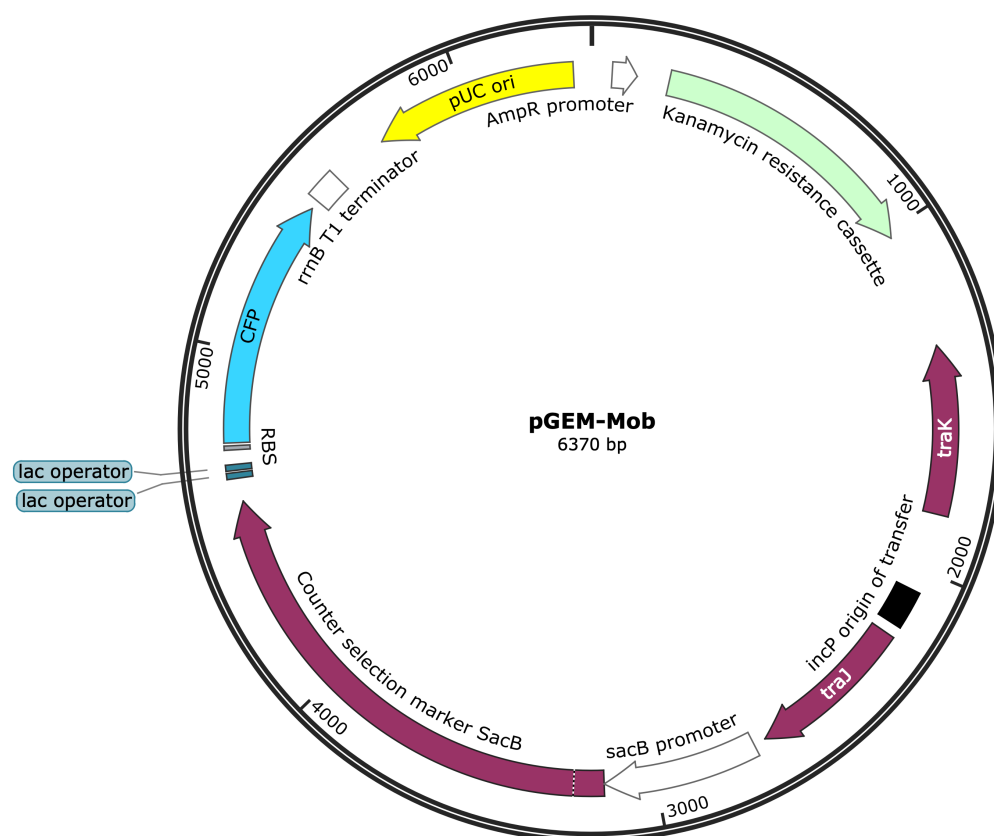 6000
pUC ori
AmpR promoter
Kanamycin resistance cassette
1000
rrnB T1 terminator
CFP
5000
traK
pGEM-Mob
6370 bp
RBS
lac operator
lac operator
incP origin of transfer
2000
traJ
Counter selection marker SacB
sacB promoter
4000
3000